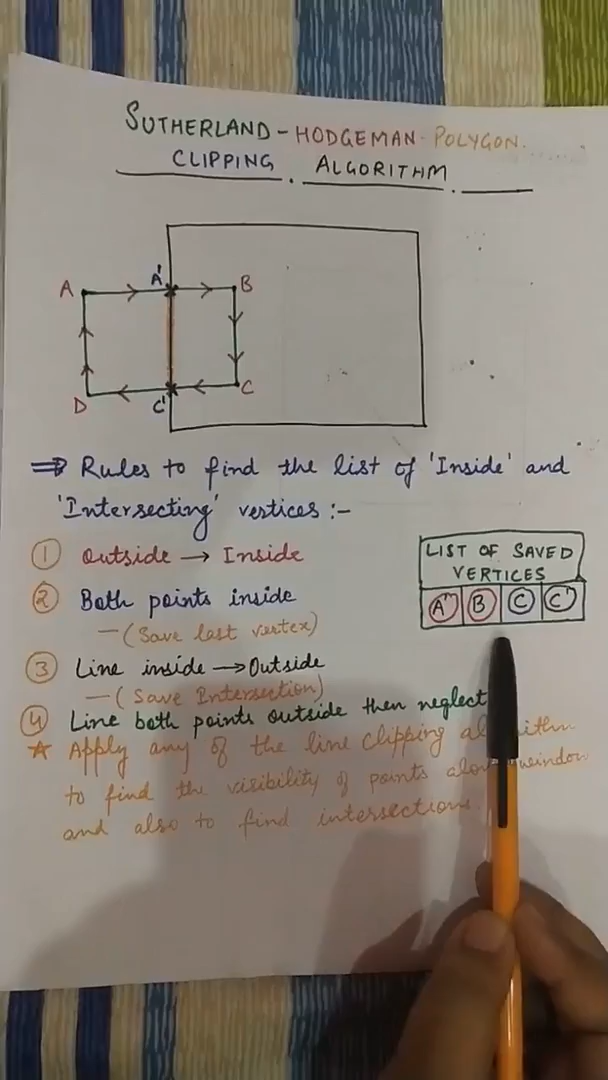 SUTHERLAND-HODGEMAN-POLYGON
CLIPPING ALGORITHM
A
A'
B
D
C'
C
⇒ Rules to find the list of 'Inside' and
'Intersecting' vertices :-
① Outside → Inside
② Both points inside
-(Save last vertex)
③ Line inside → Outside
-(Save Intersection)
④ Line both points outside then neglect
LIST OF SAVED
VERTICES
A' B C C'
* Apply any of the line clipping
to find the visibility of points window
and also to find intersections.